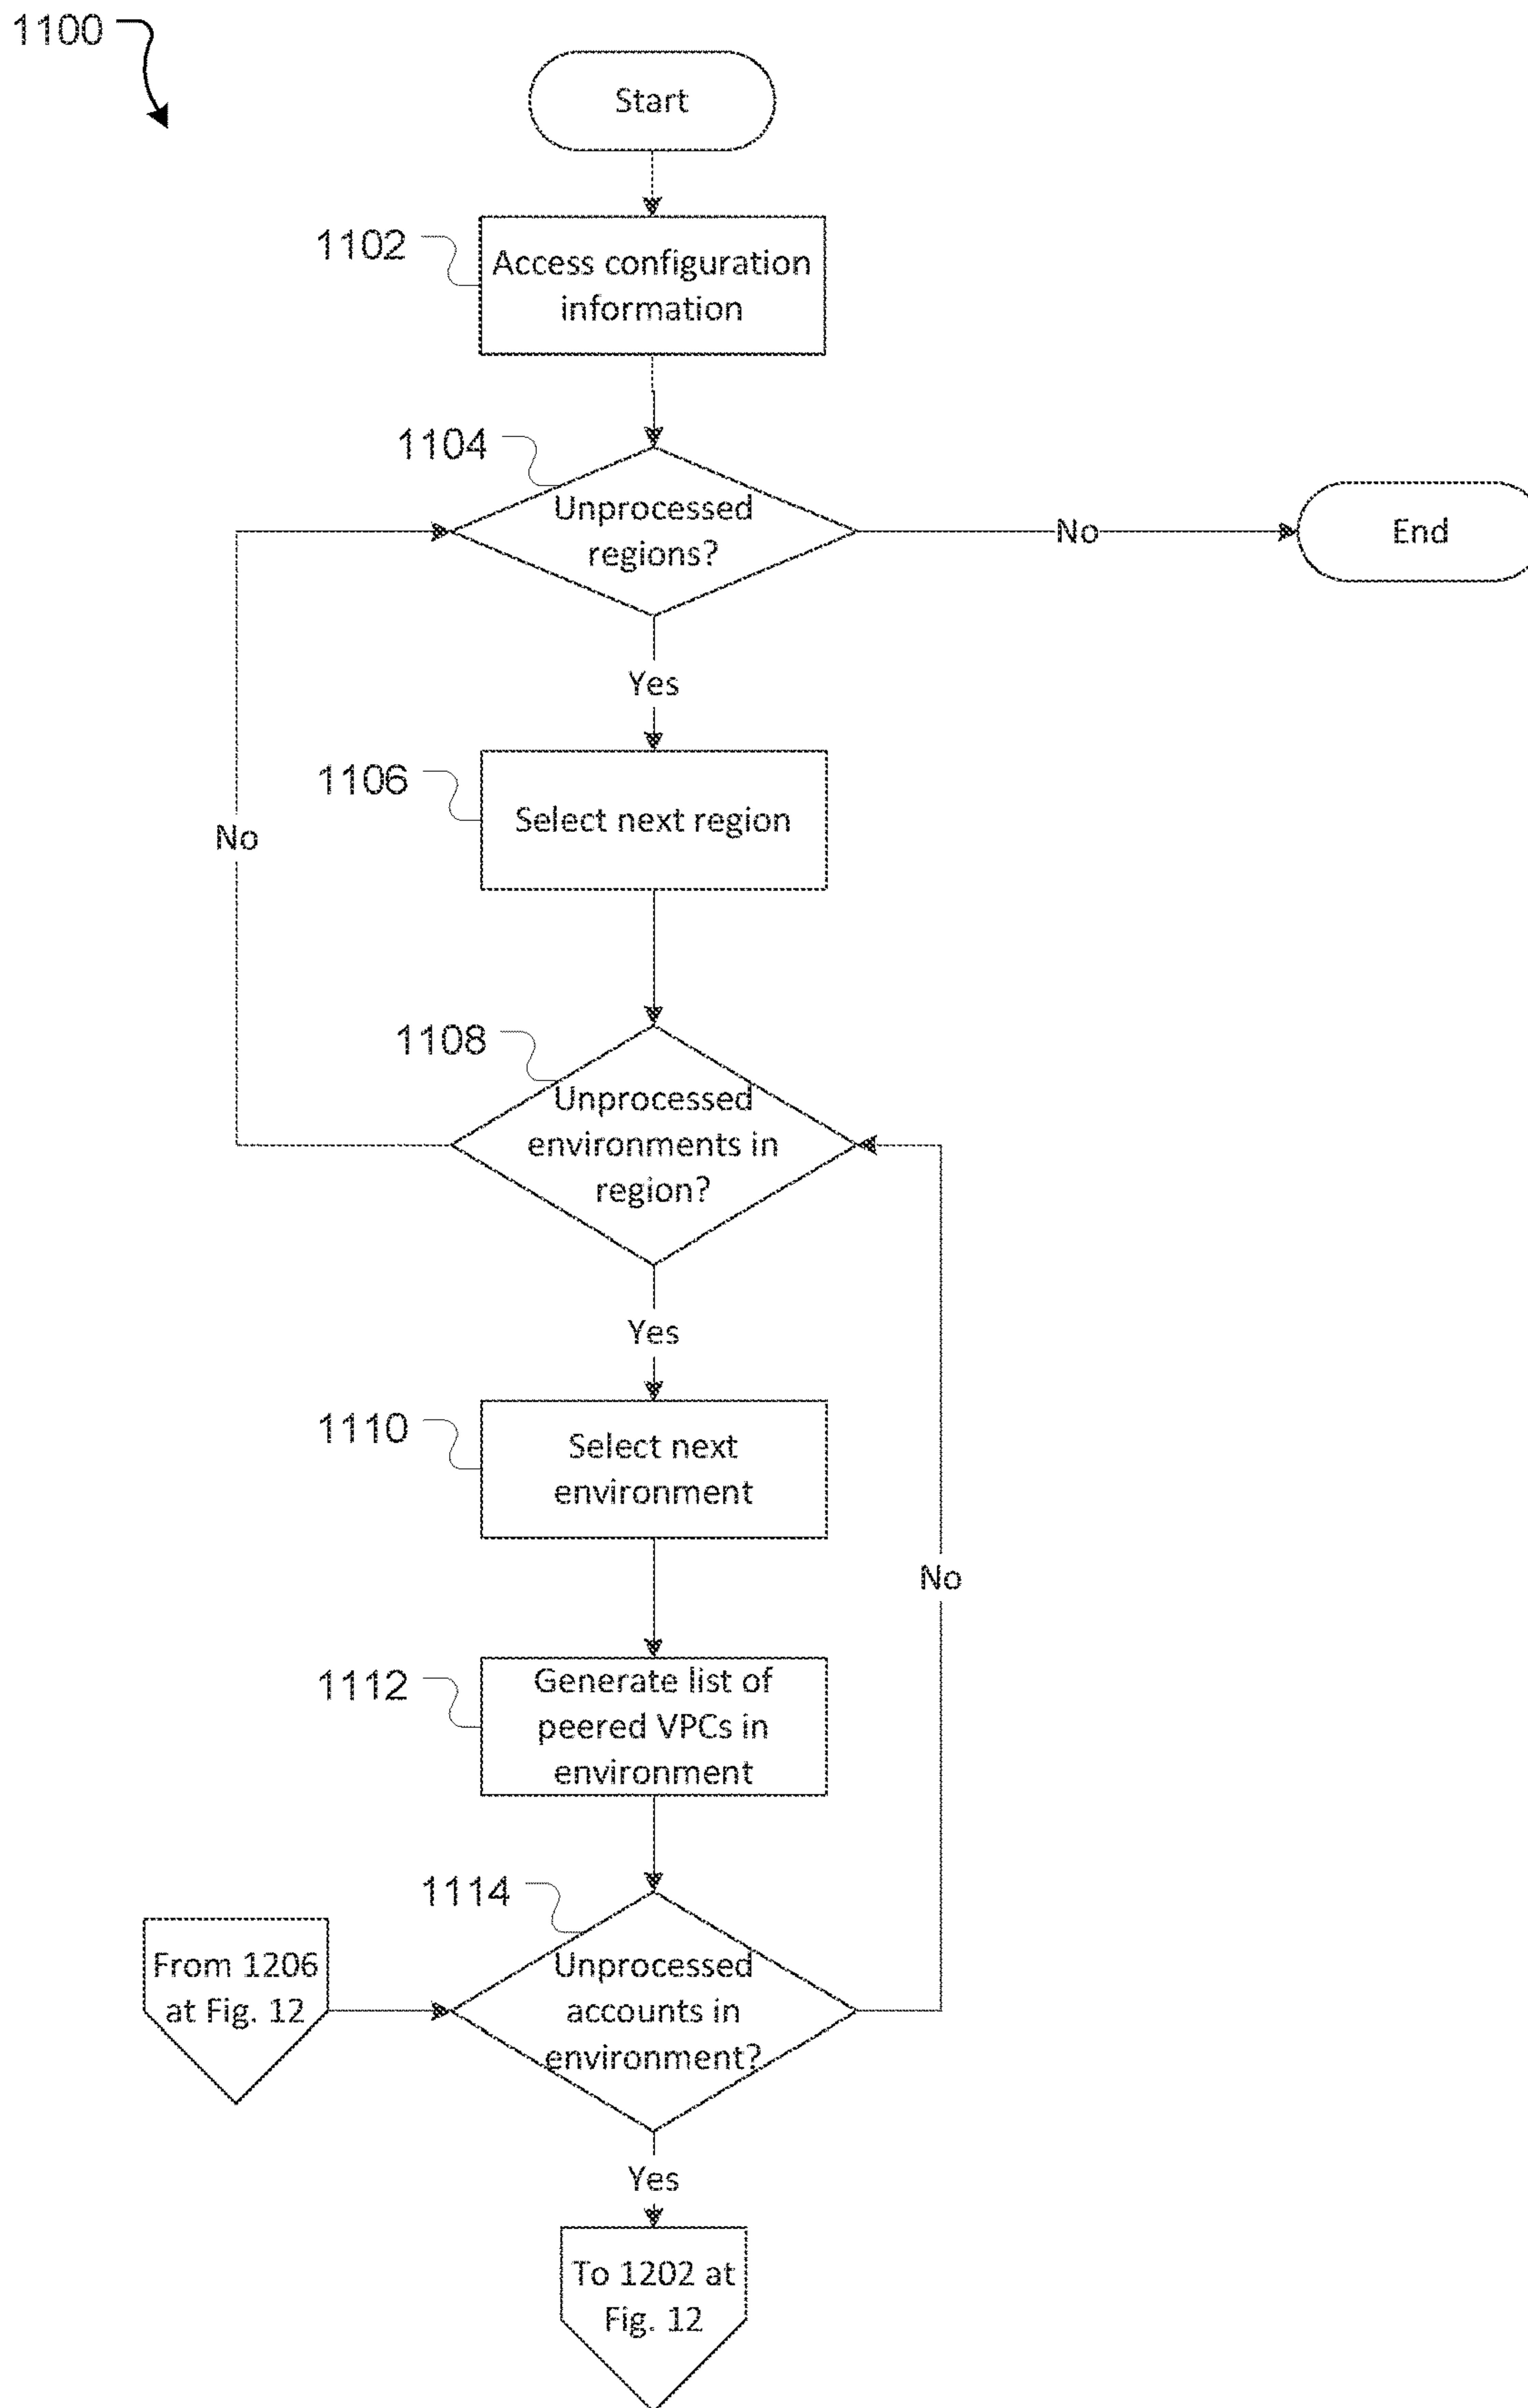 1100
Start
1102
Access configuration
information
1104
Unprocessed
regions?
No
End
Yes
1106
Select next region
No
1108
Unprocessed
environments in
region?
Yes
1110
Select next
environment
No
1112
Generate list of
peered VPCs in
environment
1114
From 1206
at Fig. 12
Unprocessed
accounts in
environment?
Yes
To 1202 at
Fig. 12